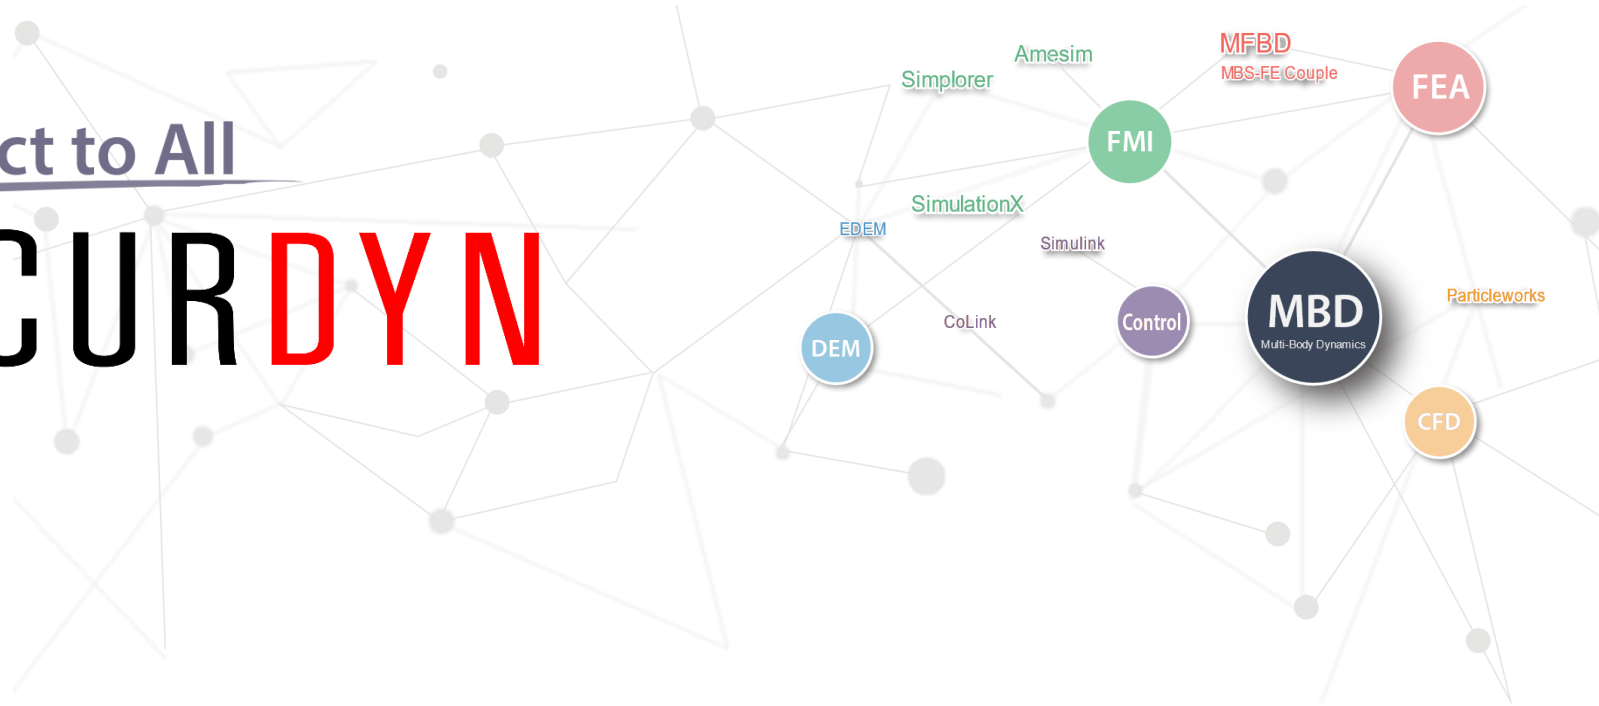 ct to All
CURDYN
Amesim
Simplorer
MFBD
MBS-FE Couple
FEA
FMI
SimulationX
EDEM
Simulink
CoLink
Control
DEM
MBD
Multi-Body Dynamics
Particleworks
CFD